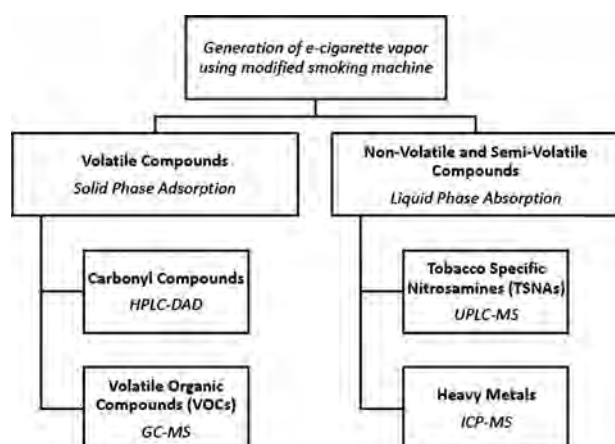 Generation of e-cigarette vapor
using modified smoking machine
Volatile Compounds
Solid Phase Adsorption
Non-Volatile and Semi-Volatile
Compounds
Liquid Phase Absorption
Carbonyl Compounds
HPLC-DAD
Tobacco Specific
Nitrosamines (TSNAs)
UPLC-MS
Volatile Organic
Compounds (VOCs)
GC-MS
Heavy Metals
ICP-MS